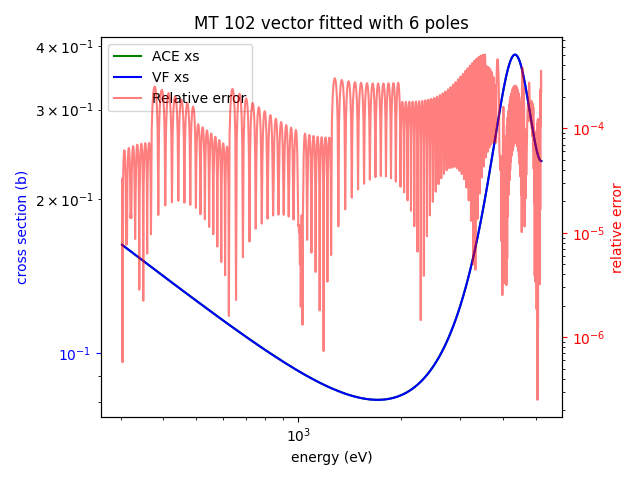 MT 102 vector fitted with 6 poles
ACE xs
VF xs
Relative error
4 × 10⁻¹
3 × 10⁻¹
2 × 10⁻¹
10⁻¹
cross section (b)
10⁻⁴
10⁻⁵
10⁻⁶
relative error
10³
energy (eV)